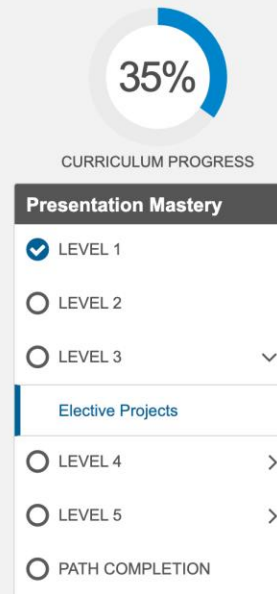 35%
CURRICULUM PROGRESS
Presentation Mastery
LEVEL 1
LEVEL 2
LEVEL 3
Elective Projects
LEVEL 4
LEVEL 5
PATH COMPLETION